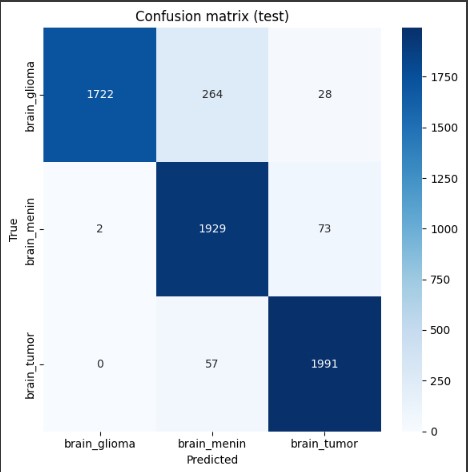 Confusion matrix (test)
brain_glioma
1722 264 28
brain_menin
2 1929 73
brain_tumor
0 57 1991
True
brain_glioma brain_menin brain_tumor
Predicted
1750
1500
1250
1000
750
500
250
0